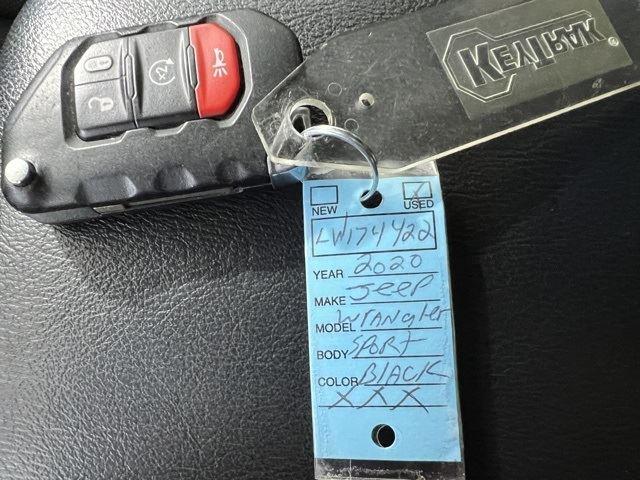 KEYTRAK®
NEW USED
LW174422
YEAR 2020
MAKE Jeep
MODEL WrANgler
BODY SPORT
COLOR BLACK
XXX